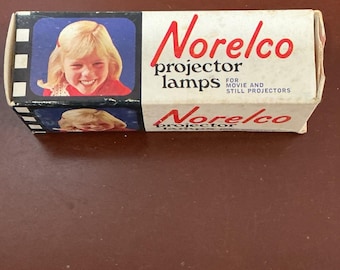 Norelco
projector
lamps FOR
MOVIE AND
STILL PROJECTORS
Norelco
projector